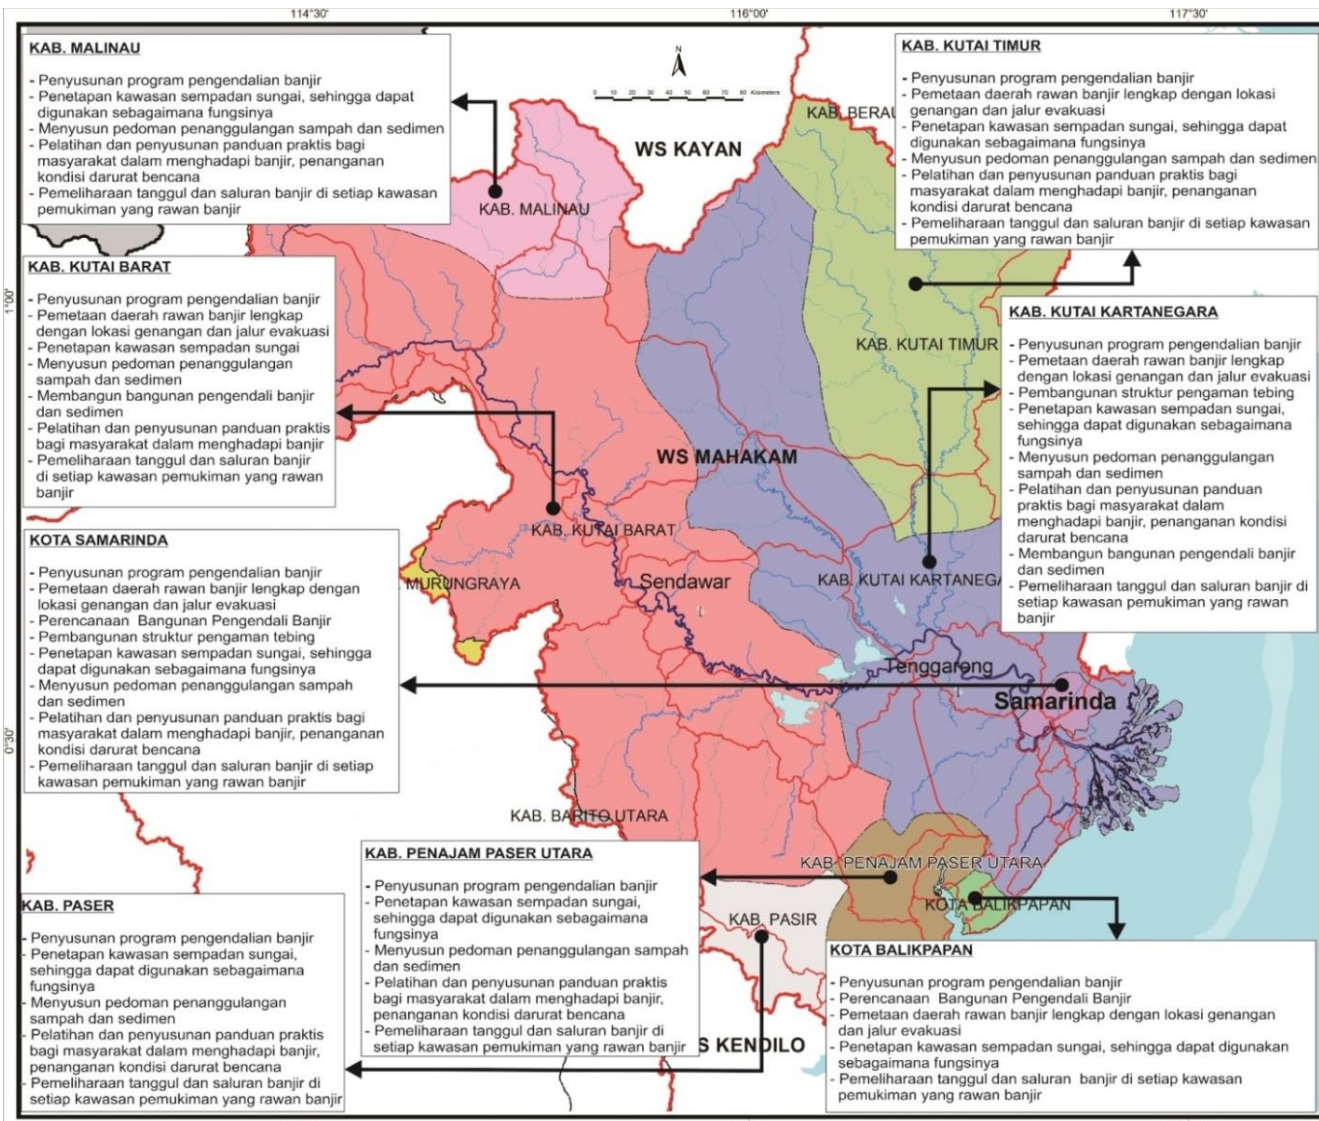 114°30'
116°00'
117°30'
KAB. MALINAU
- Penyusunan program pengendalian banjir
- Penetapan kawasan sempadan sungai, sehingga dapat
digunakan sebagaimana fungsinya
- Menyusun pedoman penanggulangan sampah dan sedimen
- Pelatihan dan penyusunan panduan praktis bagi
masyarakat dalam menghadapi banjir, penanganan
kondisi darurat bencana
- Pemeliharaan tanggul dan saluran banjir di setiap kawasan
pemukiman yang rawan banjir
N
0 10 20 30 40 50 60 70 80 Kilometers
KAB. KUTAI TIMUR
- Penyusunan program pengendalian banjir
- Pemetaan daerah rawan banjir lengkap dengan lokasi
genangan dan jalur evakuasi
- Penetapan kawasan sempadan sungai, sehingga dapat
digunakan sebagaimana fungsinya
- Menyusun pedoman penanggulangan sampah dan sedimen
- Pelatihan dan penyusunan panduan praktis bagi
masyarakat dalam menghadapi banjir, penanganan
kondisi darurat bencana
- Pemeliharaan tanggul dan saluran banjir di setiap kawasan
pemukiman yang rawan banjir
KAB. BERAU
WS KAYAN
KAB. MALINAU
KAB. KUTAI BARAT
- Penyusunan program pengendalian banjir
- Pemetaan daerah rawan banjir lengkap
dengan lokasi genangan dan jalur evakuasi
- Penetapan kawasan sempadan sungai
- Menyusun pedoman penanggulangan
sampah dan sedimen
- Membangun bangunan pengendali banjir
dan sedimen
- Pelatihan dan penyusunan panduan praktis
bagi masyarakat dalam menghadapi banjir
- Pemeliharaan tanggul dan saluran banjir
di setiap kawasan pemukiman yang rawan
banjir
1°00'
KAB. KUTAI TIMUR
KAB. KUTAI KARTANEGARA
- Penyusunan program pengendalian banjir
- Pemetaan daerah rawan banjir lengkap
dengan lokasi genangan dan jalur evakuasi
- Pembangunan struktur pengaman tebing
- Penetapan kawasan sempadan sungai,
sehingga dapat digunakan sebagaimana
fungsinya
- Menyusun pedoman penanggulangan
sampah dan sedimen
- Pelatihan dan penyusunan panduan
praktis bagi masyarakat dalam
menghadapi banjir, penanganan kondisi
darurat bencana
- Membangun bangunan pengendali banjir
dan sedimen
- Pemeliharaan tanggul dan saluran banjir di
setiap kawasan pemukiman yang rawan
banjir
WS MAHAKAM
KAB. KUTAI BARAT
MURUNGRAYA
Sendawar
KAB. KUTAI KARTANEGA
KOTA SAMARINDA
- Penyusunan program pengendalian banjir
- Pemetaan daerah rawan banjir lengkap dengan
lokasi genangan dan jalur evakuasi
- Perencanaan Bangunan Pengendali Banjir
- Pembangunan struktur pengaman tebing
- Penetapan kawasan sempadan sungai, sehingga
dapat digunakan sebagaimana fungsinya
- Menyusun pedoman penanggulangan sampah
dan sedimen
- Pelatihan dan penyusunan panduan praktis bagi
masyarakat dalam menghadapi banjir, penanganan
kondisi darurat bencana
- Pemeliharaan tanggul dan saluran banjir di setiap
kawasan pemukiman yang rawan banjir
0°30'
Tenggarong
Samarinda
KAB. BARITO UTARA
KAB. PENAJAM PASER UTARA
KOTA BALIKPAPAN
KAB. PASIR
KAB. PENAJAM PASER UTARA
- Penyusunan program pengendalian banjir
- Penetapan kawasan sempadan sungai,
sehingga dapat digunakan sebagaimana
fungsinya
- Menyusun pedoman penanggulangan sampah
dan sedimen
- Pelatihan dan penyusunan panduan praktis
bagi masyarakat dalam menghadapi banjir,
penanganan kondisi darurat bencana
- Pemeliharaan tanggul dan saluran banjir di
setiap kawasan pemukiman yang rawan banjir
KAB. PASER
- Penyusunan program pengendalian banjir
- Penetapan kawasan sempadan sungai,
sehingga dapat digunakan sebagaimana
fungsinya
- Menyusun pedoman penanggulangan
sampah dan sedimen
- Pelatihan dan penyusunan panduan praktis
bagi masyarakat dalam menghadapi banjir,
penanganan kondisi darurat bencana
- Pemeliharaan tanggul dan saluran banjir di
setiap kawasan pemukiman yang rawan banjir
S KENDILO
KOTA BALIKPAPAN
- Penyusunan program pengendalian banjir
- Perencanaan Bangunan Pengendali Banjir
- Pemetaan daerah rawan banjir lengkap dengan lokasi genangan
dan jalur evakuasi
- Penetapan kawasan sempadan sungai, sehingga dapat digunakan
sebagaimana fungsinya
- Pemeliharaan tanggul dan saluran banjir di setiap kawasan
pemukiman yang rawan banjir